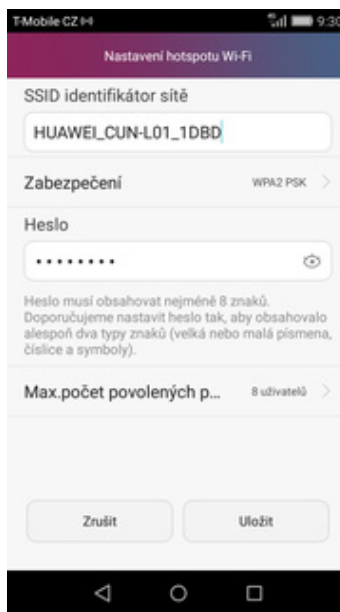 T-Mobile CZ 9:30
Nastavení hotspotu Wi-Fi
SSID identifikátor sítě
HUAWEI_CUN-L01_1DBD
Zabezpečení WPA2 PSK
Heslo
••••••••
Heslo musí obsahovat nejméně 8 znaků.
Doporučujeme nastavit heslo tak, aby obsahovalo
alespoň dva typy znaků (velká nebo malá písmena,
číslice a symboly).
Max.počet povolených p... 8 uživatelů
Zrušit Uložit